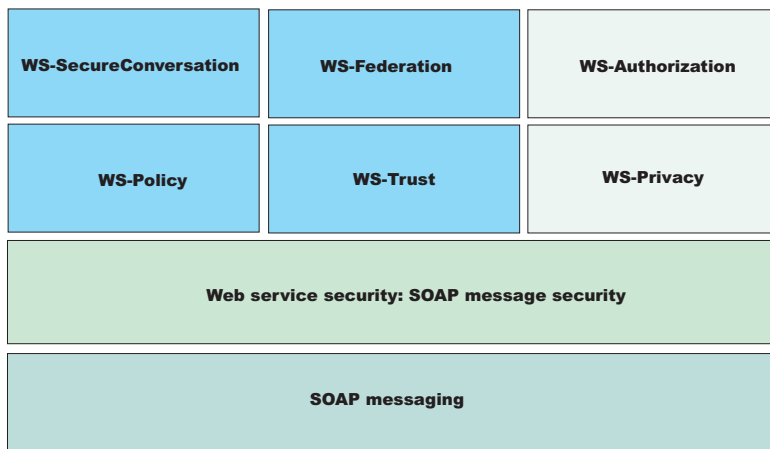 WS-SecureConversation
WS-Federation
WS-Authorization
WS-Policy
WS-Trust
WS-Privacy
Web service security: SOAP message security
SOAP messaging